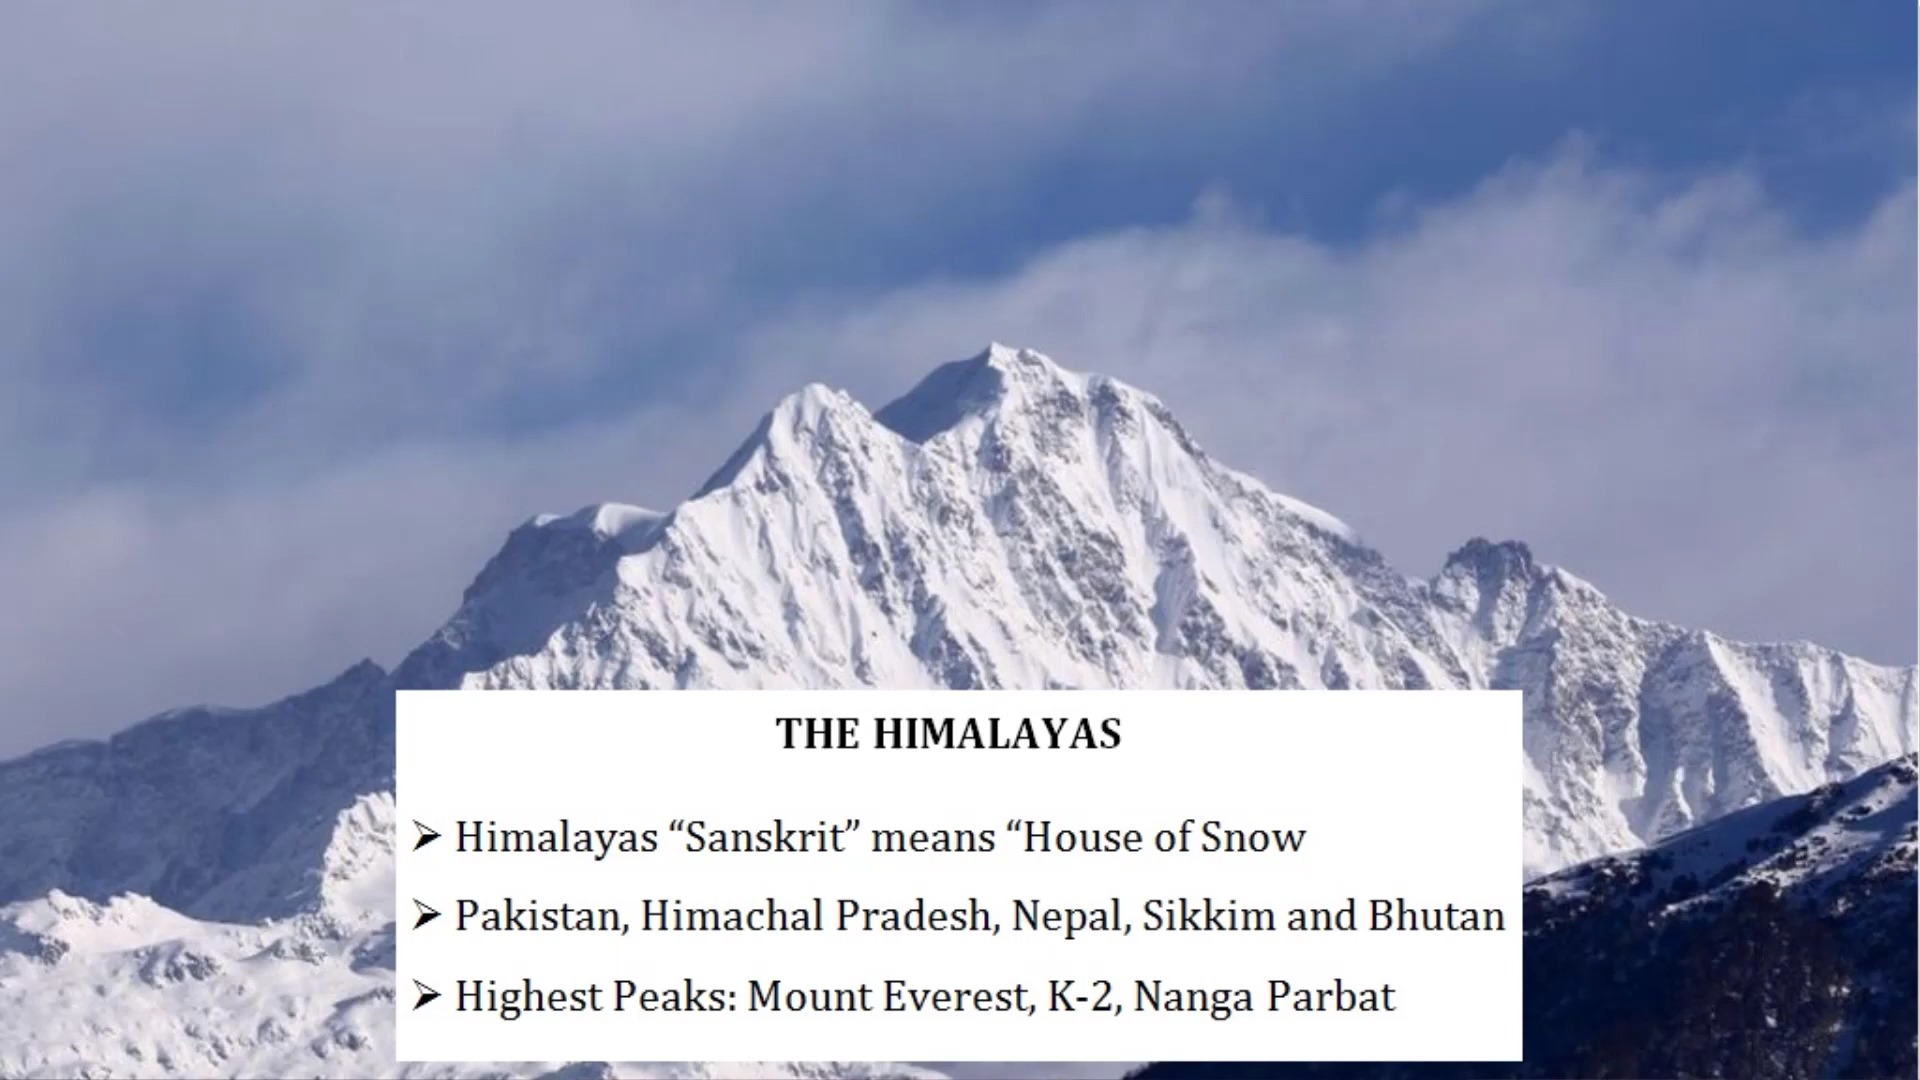 THE HIMALAYAS
➢ Himalayas “Sanskrit” means “House of Snow
➢ Pakistan, Himachal Pradesh, Nepal, Sikkim and Bhutan
➢ Highest Peaks: Mount Everest, K-2, Nanga Parbat